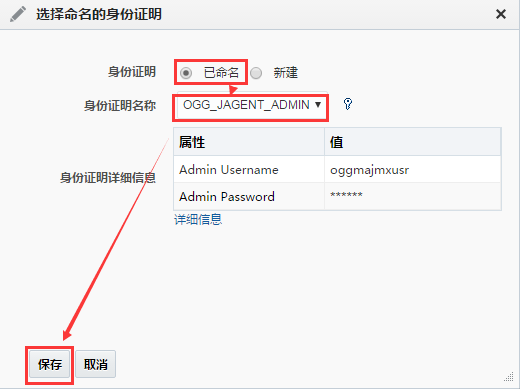 选择命名的身份证明
身份证明 已命名 新建
身份证明名称 OGG_JAGENT_ADMIN
属性 值
Admin Username oggmajmxusr
身份证明详细信息
Admin Password ******
详细信息
保存 取消